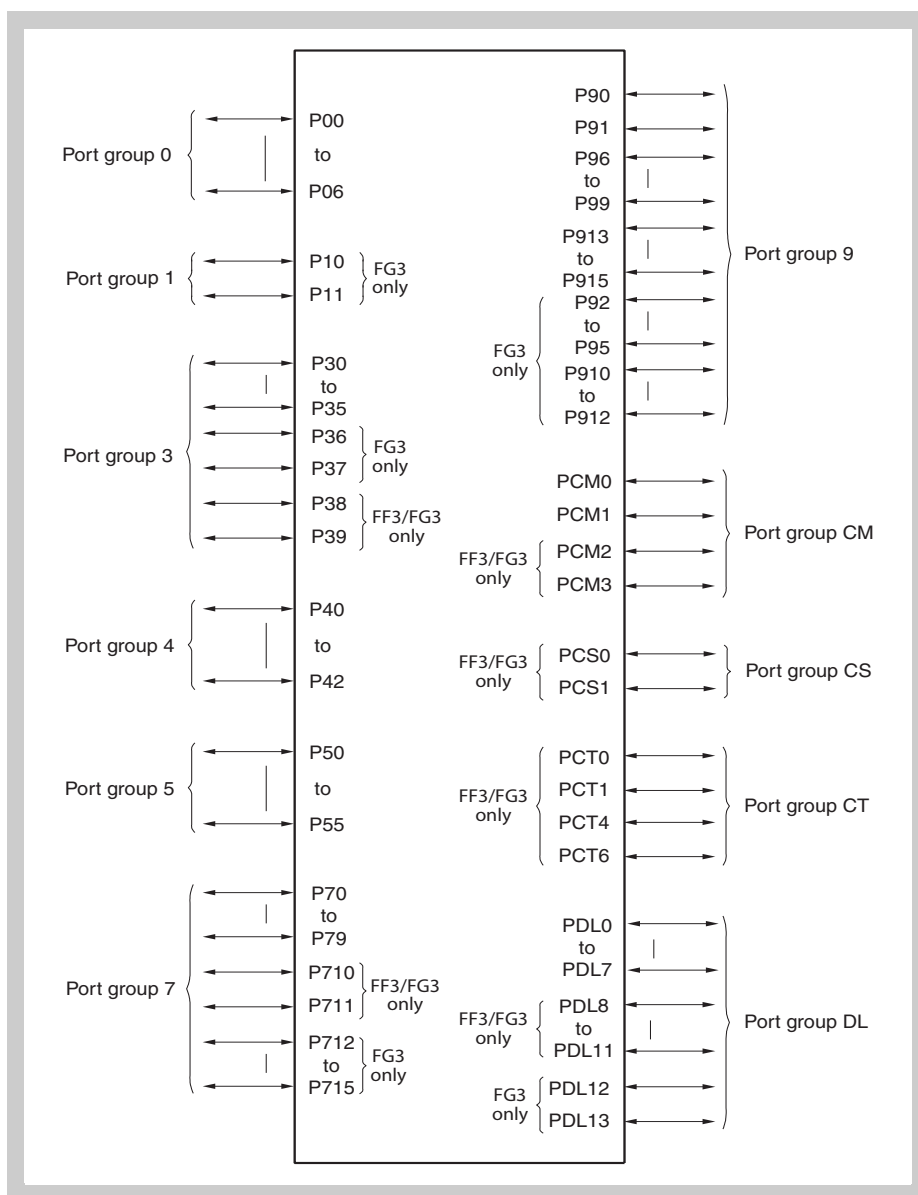 Port group 0
P00
to
P06
Port group 1
P10
P11
FG3
only
Port group 3
P30
to
P35
P36
P37
FG3
only
P38
P39
FF3/FG3
only
Port group 4
P40
to
P42
Port group 5
P50
to
P55
Port group 7
P70
to
P79
P710
P711
FF3/FG3
only
P712
to
P715
FG3
only
P90
P91
P96
to
P99
P913
to
P915
FG3
only
P92
to
P95
P910
to
P912
Port group 9
PCM0
PCM1
FF3/FG3
only
PCM2
PCM3
Port group CM
FF3/FG3
only
PCS0
PCS1
Port group CS
FF3/FG3
only
PCT0
PCT1
PCT4
PCT6
Port group CT
PDL0
to
PDL7
FF3/FG3
only
PDL8
to
PDL11
FG3
only
PDL12
PDL13
Port group DL